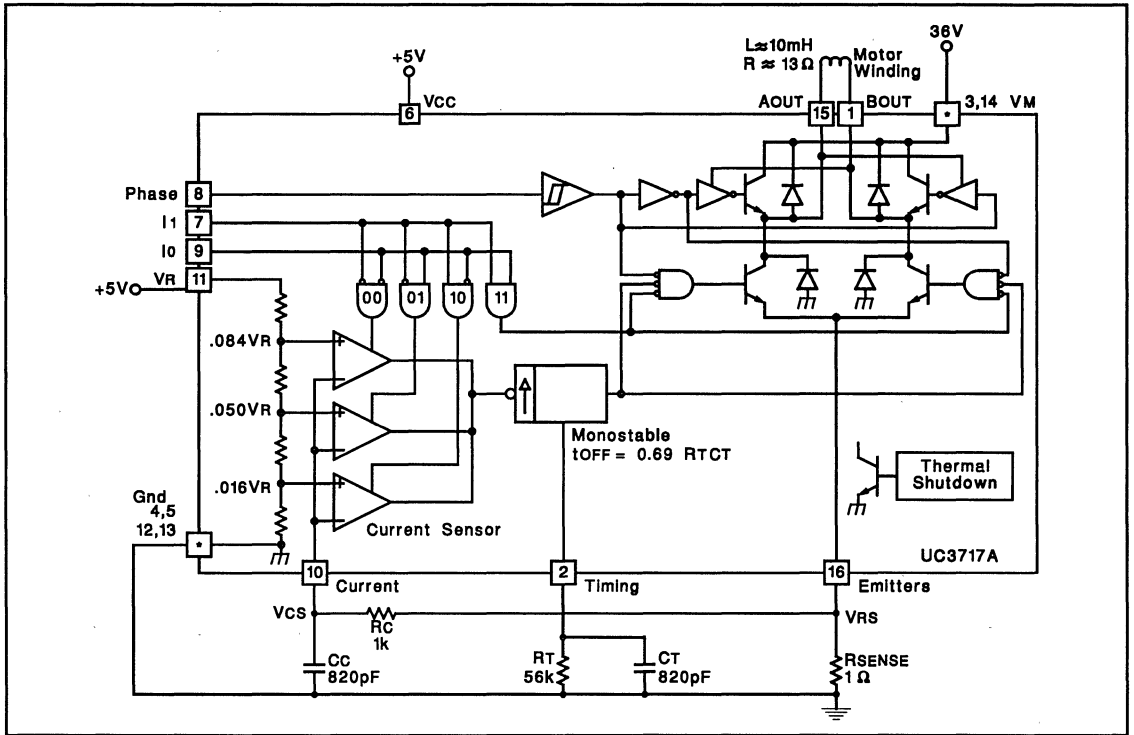 36V
L≈10mH
R ≈ 13Ω
Motor
Winding
+5V
6
VCC
AOUT
15
1
BOUT
*
3,14 VM
Phase
8
I1
7
I0
9
VR
11
+5V
00
01
10
11
.084VR
.050VR
.016VR
Monostable
tOFF = 0.69 RTCT
Thermal
Shutdown
Gnd
4,5
12,13
*
Current Sensor
UC3717A
10
Current
2
Timing
16
Emitters
VCS
RC
1k
VRS
CC
820pF
RT
56k
CT
820pF
RSENSE
1Ω